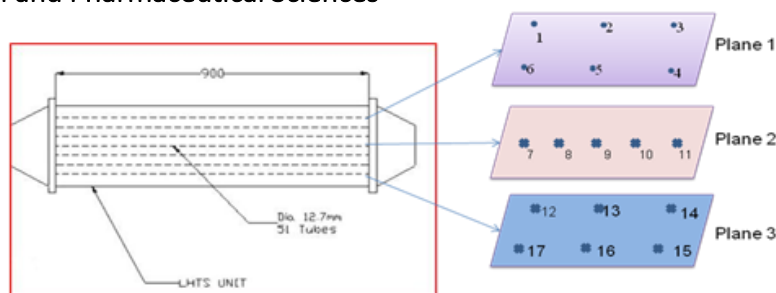 and Pharmaceutical Sciences
900
Dia 12.7mm
51 Tubes
LHTS UNIT
1 2 3
6 5 4
Plane 1
7 8 9 10 11
Plane 2
12 13 14
17 16 15
Plane 3